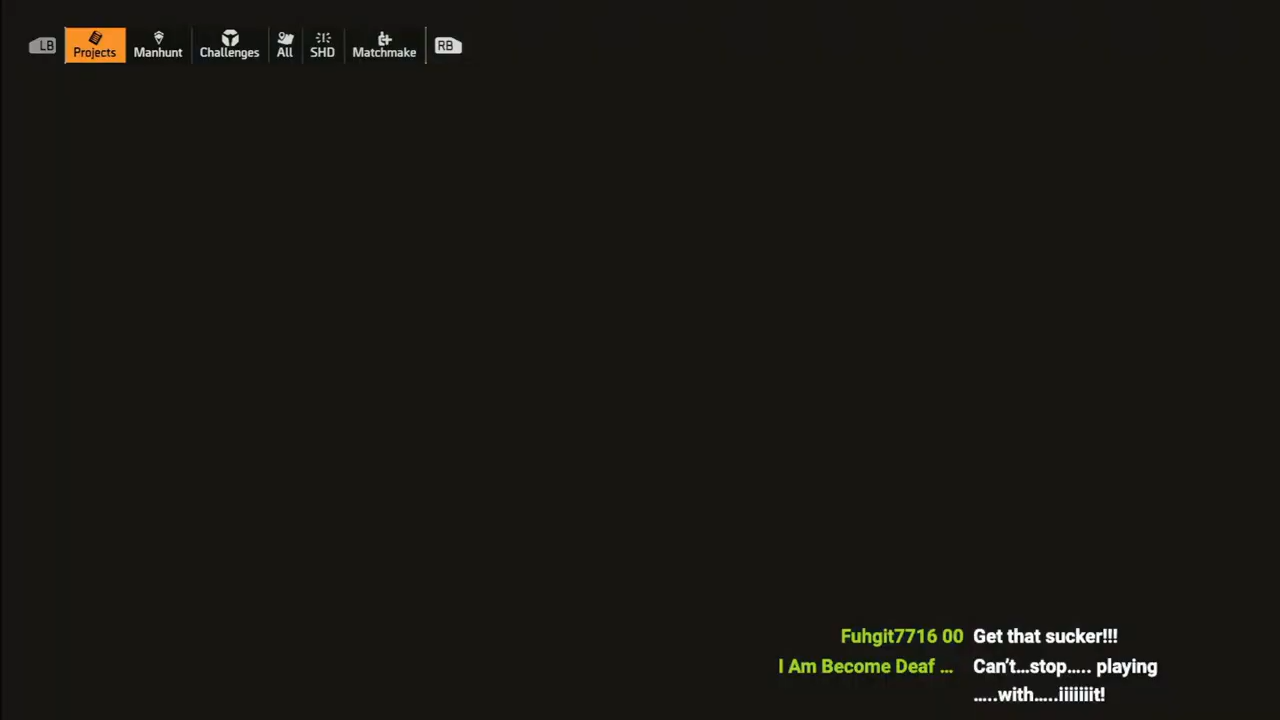 LB Projects Manhunt Challenges All SHD Matchmake RB
Fuhgit7716 00 Get that sucker!!!
I Am Become Deaf ... Can't...stop..... playing
.....with.....iiiiiiit!